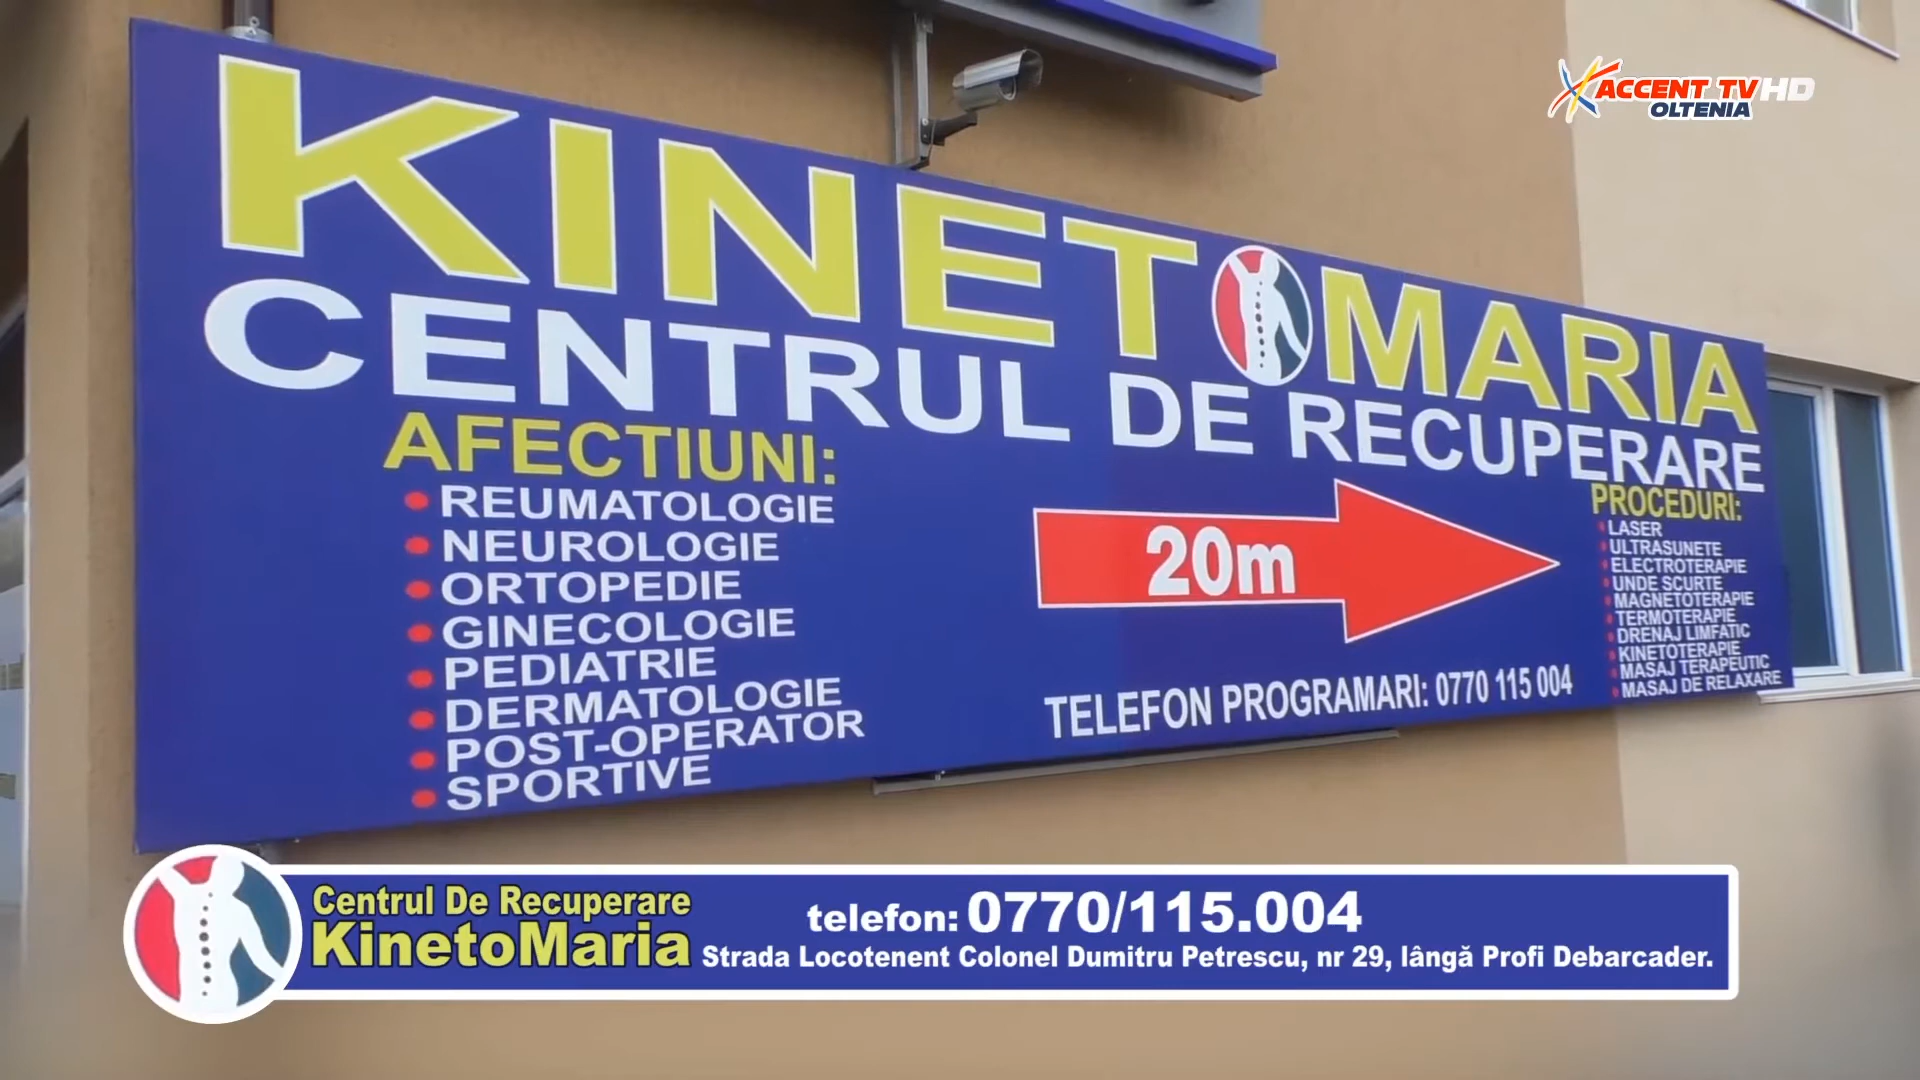 ACCENT TV HD
OLTENIA
KINETOMARIA
CENTRUL DE RECUPERARE
AFECTIUNI:
REUMATOLOGIE
NEUROLOGIE
ORTOPEDIE
GINECOLOGIE
PEDIATRIE
DERMATOLOGIE
POST-OPERATOR
SPORTIVE
20m
TELEFON PROGRAMARI: 0770 115 004
PROCEDURI:
LASER
ULTRASUNETE
ELECTROTERAPIE
UNDE SCURTE
MAGNETOTERAPIE
TERMOTERAPIE
DRENAJ LIMFATIC
KINETOTERAPIE
MASAJ TERAPEUTIC
MASAJ DE RELAXARE
Centrul De Recuperare
KinetoMaria
telefon: 0770/115.004
Strada Locotenent Colonel Dumitru Petrescu, nr 29, lângă Profi Debarcader.